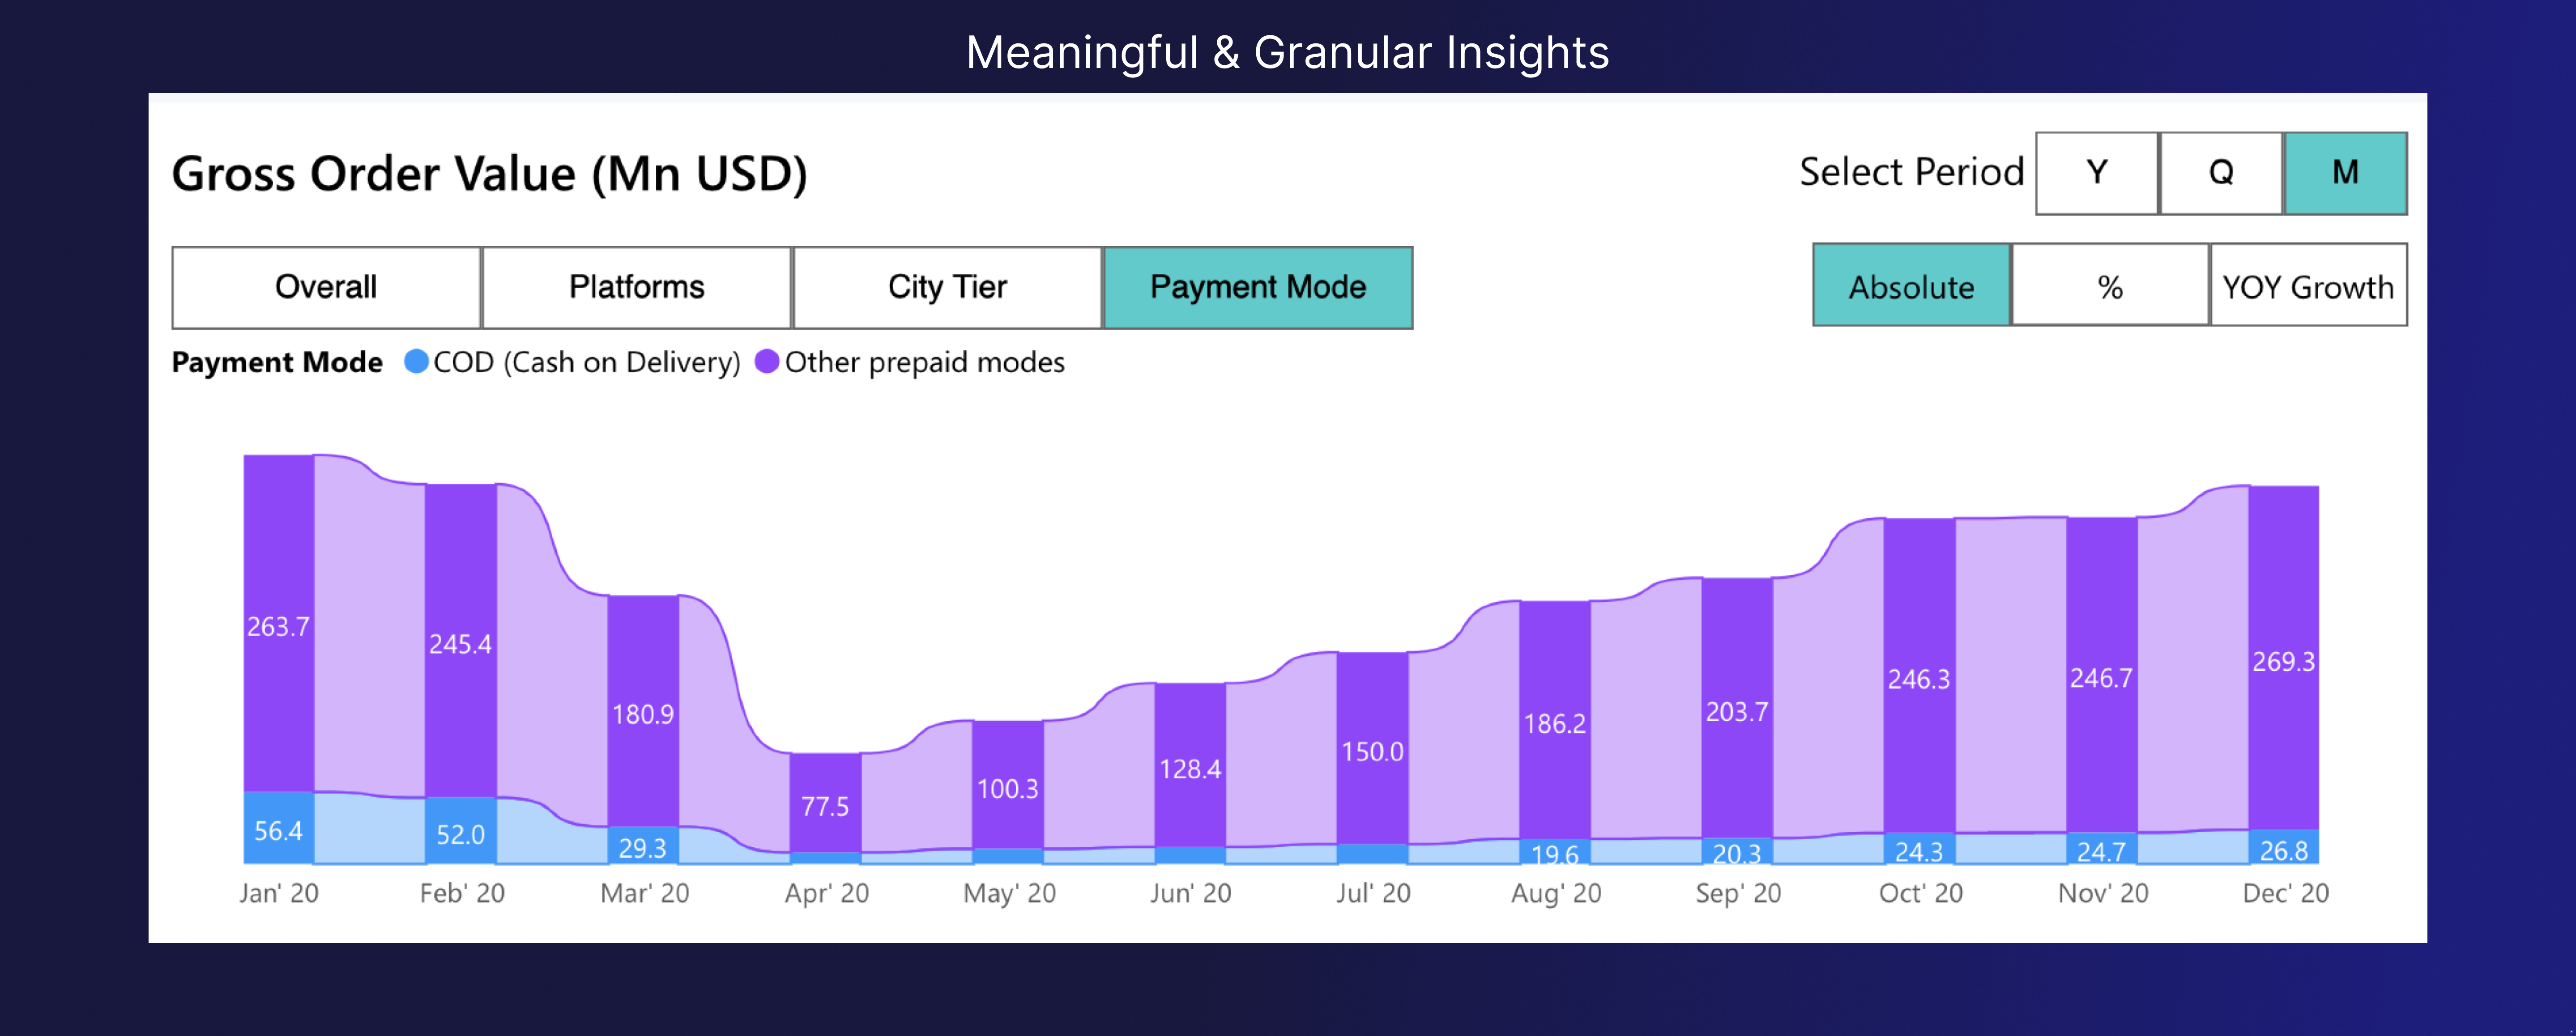 Meaningful & Granular Insights
Gross Order Value (Mn USD)
Select Period Y Q M
Overall Platforms City Tier Payment Mode Absolute % YOY Growth
Payment Mode COD (Cash on Delivery) Other prepaid modes
263.7 245.4 180.9 77.5 100.3 128.4 150.0 186.2 203.7 246.3 246.7 269.3
56.4 52.0 29.3 19.6 20.3 24.3 24.7 26.8
Jan' 20 Feb' 20 Mar' 20 Apr' 20 May' 20 Jun' 20 Jul' 20 Aug' 20 Sep' 20 Oct' 20 Nov' 20 Dec' 20